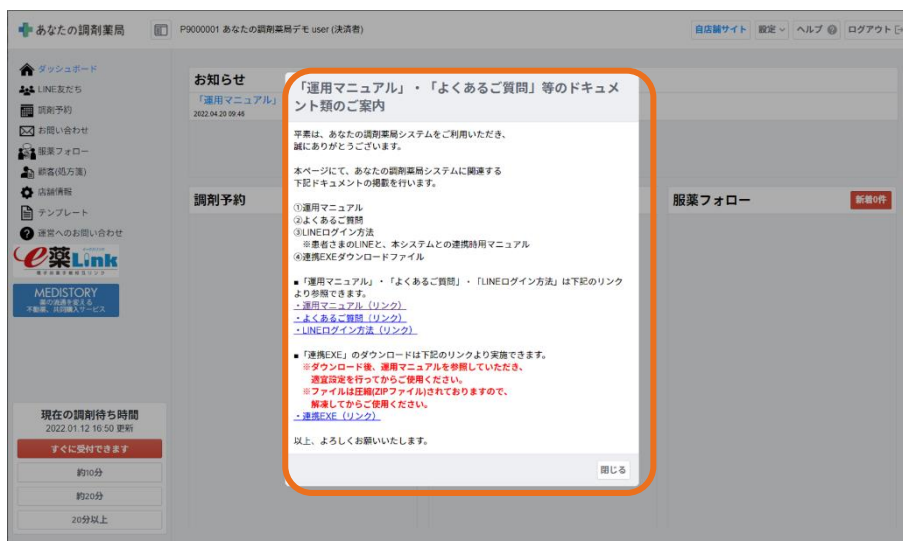 あなたの調剤薬局
P9000001 あなたの調剤薬局デモ user (決済者)
自店舗サイト
設定
ヘルプ
ログアウト
ダッシュボード
LINE友だち
調剤予約
お問い合わせ
服薬フォロー
顧客(処方箋)
店舗情報
テンプレート
運営へのお問い合わせ
e薬Link
MEDISTORY
薬の流通を変える
不動薬、共同購入サービス
現在の調剤待ち時間
2022.01.12 16:50 更新
すぐに受付できます
約10分
約20分
20分以上
お知らせ
「運用マニュアル」
2022.04.20 09:46
調剤予約
服薬フォロー
新着0件
「運用マニュアル」・「よくあるご質問」等のドキュメ
ント類のご案内
平素は、あなたの調剤薬局システムをご利用いただき、
誠にありがとうございます。
本ページにて、あなたの調剤薬局システムに関連する
下記ドキュメントの掲載を行います。
①運用マニュアル
②よくあるご質問
③LINEログイン方法
※患者さまのLINEと、本システムとの連携時用マニュアル
④連携EXEダウンロードファイル
■「運用マニュアル」・「よくあるご質問」・「LINEログイン方法」は下記のリンク
より参照できます。
・運用マニュアル（リンク）
・よくあるご質問（リンク）
・LINEログイン方法（リンク）
■「連携EXE」のダウンロードは下記のリンクより実施できます。
※ダウンロード後、運用マニュアルを参照していただき、
適宜設定を行ってからご使用ください。
※ファイルは圧縮(ZIPファイル)されておりますので、
解凍してからご使用ください。
・連携EXE（リンク）
以上、よろしくお願いいたします。
閉じる